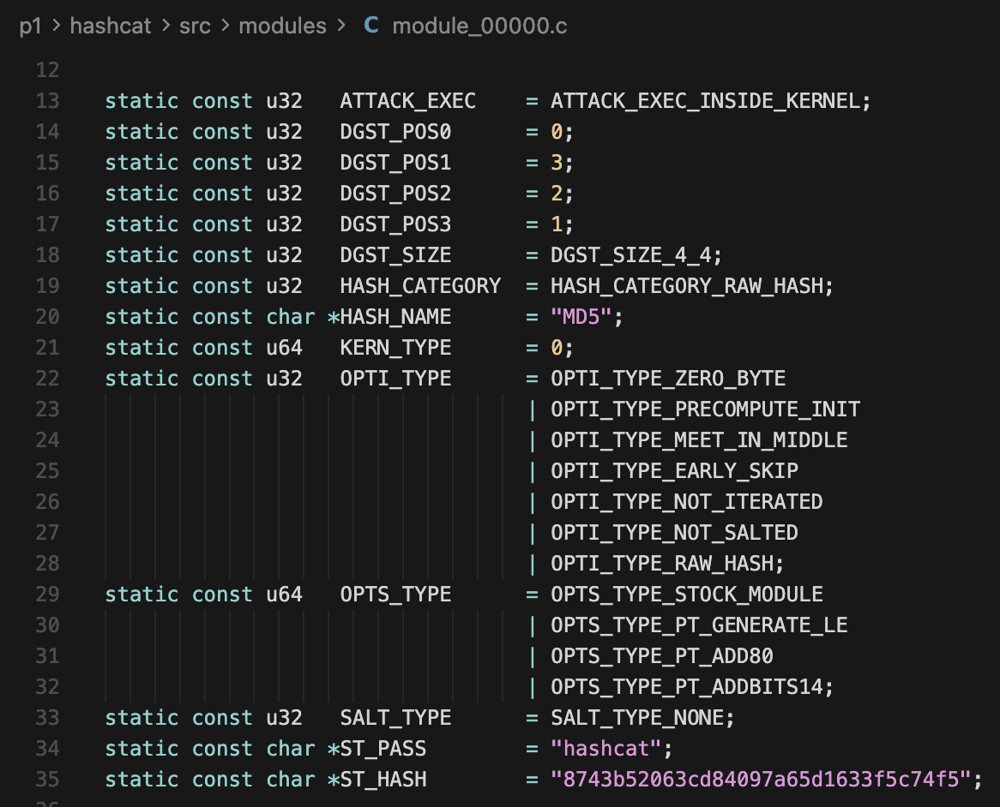 p1 > hashcat > src > modules > C module_00000.c
12
13 static const u32 ATTACK_EXEC = ATTACK_EXEC_INSIDE_KERNEL;
14 static const u32 DGST_POS0 = 0;
15 static const u32 DGST_POS1 = 3;
16 static const u32 DGST_POS2 = 2;
17 static const u32 DGST_POS3 = 1;
18 static const u32 DGST_SIZE = DGST_SIZE_4_4;
19 static const u32 HASH_CATEGORY = HASH_CATEGORY_RAW_HASH;
20 static const char *HASH_NAME = "MD5";
21 static const u64 KERN_TYPE = 0;
22 static const u32 OPTI_TYPE = OPTI_TYPE_ZERO_BYTE
23 | OPTI_TYPE_PRECOMPUTE_INIT
24 | OPTI_TYPE_MEET_IN_MIDDLE
25 | OPTI_TYPE_EARLY_SKIP
26 | OPTI_TYPE_NOT_ITERATED
27 | OPTI_TYPE_NOT_SALTED
28 | OPTI_TYPE_RAW_HASH;
29 static const u64 OPTS_TYPE = OPTS_TYPE_STOCK_MODULE
30 | OPTS_TYPE_PT_GENERATE_LE
31 | OPTS_TYPE_PT_ADD80
32 | OPTS_TYPE_PT_ADDBITS14;
33 static const u32 SALT_TYPE = SALT_TYPE_NONE;
34 static const char *ST_PASS = "hashcat";
35 static const char *ST_HASH = "8743b52063cd84097a65d1633f5c74f5";